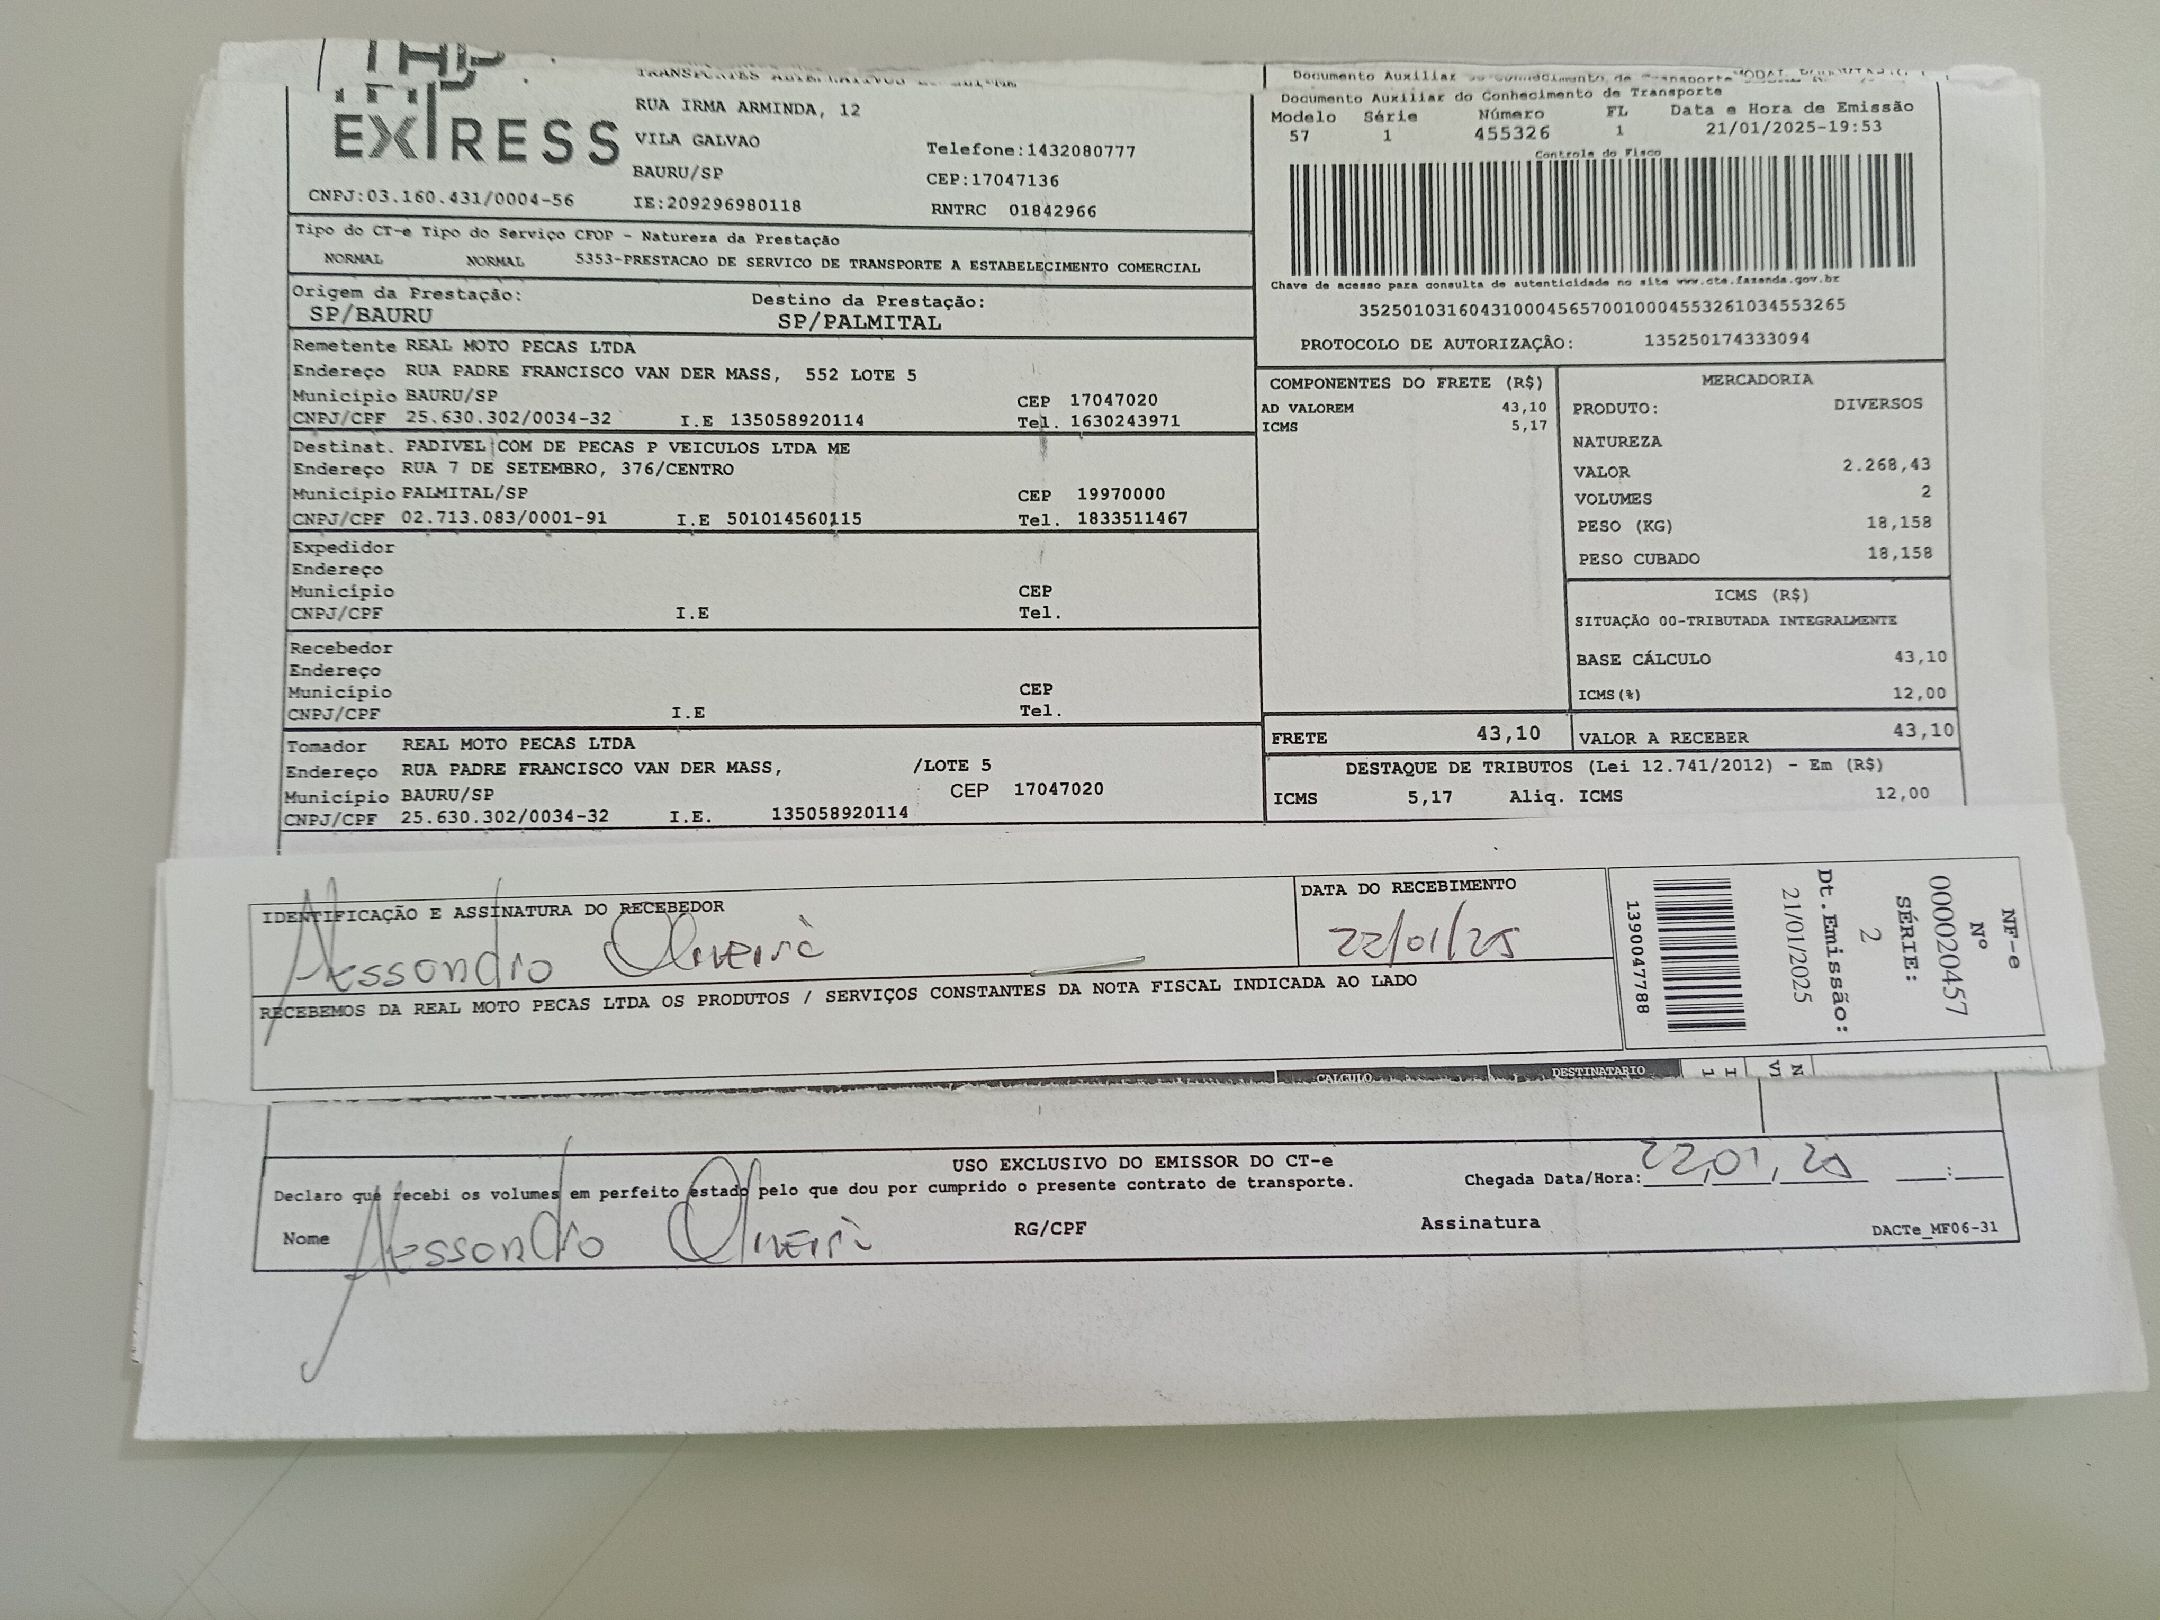 EXPRESS
RUA IRMA ARMINDA, 12
VILA GALVAO
Telefone:1432080777
BAURU/SP
CEP:17047136
CNPJ:03.160.431/0004-56
IE:209296980118
RNTRC 01842966
Documento Auxiliar
Documento Auxiliar do Conhecimento de Transporte
Modelo Série Número FL Data e Hora de Emissão
57 1 455326 1 21/01/2025-19:53
Controle do Fisco
Chave de acesso para consulta de autenticidade no site www.cte.fazenda.gov.br
35250103160431000456570010004553261034553265
PROTOCOLO DE AUTORIZAÇÃO: 135250174333094
Tipo do CT-e Tipo do Serviço CFOP - Natureza da Prestação
NORMAL NORMAL 5353-PRESTACAO DE SERVICO DE TRANSPORTE A ESTABELECIMENTO COMERCIAL
Origem da Prestação: Destino da Prestação:
SP/BAURU SP/PALMITAL
Remetente REAL MOTO PECAS LTDA
Endereço RUA PADRE FRANCISCO VAN DER MASS, 552 LOTE 5
Município BAURU/SP CEP 17047020
CNPJ/CPF 25.630.302/0034-32 I.E 135058920114 Tel. 1630243971
Destinat. PADIVEL COM DE PECAS P VEICULOS LTDA ME
Endereço RUA 7 DE SETEMBRO, 376/CENTRO
Município PALMITAL/SP CEP 19970000
CNPJ/CPF 02.713.083/0001-91 I.E 501014560115 Tel. 1833511467
Expedidor
Endereço
Município CEP
CNPJ/CPF I.E Tel.
Recebedor
Endereço
Município CEP
CNPJ/CPF I.E Tel.
Tomador REAL MOTO PECAS LTDA
Endereço RUA PADRE FRANCISCO VAN DER MASS, /LOTE 5
Município BAURU/SP CEP 17047020
CNPJ/CPF 25.630.302/0034-32 I.E. 135058920114
COMPONENTES DO FRETE (R$)
AD VALOREM 43,10
ICMS 5,17
MERCADORIA
PRODUTO: DIVERSOS
NATUREZA
VALOR 2.268,43
VOLUMES 2
PESO (KG) 18,158
PESO CUBADO 18,158
ICMS (R$)
SITUAÇÃO 00-TRIBUTADA INTEGRALMENTE
BASE CÁLCULO 43,10
ICMS(%) 12,00
FRETE 43,10 VALOR A RECEBER 43,10
DESTAQUE DE TRIBUTOS (Lei 12.741/2012) - Em (R$)
ICMS 5,17 Aliq. ICMS 12,00
IDENTIFICAÇÃO E ASSINATURA DO RECEBEDOR
Alessandro Oliveira
DATA DO RECEBIMENTO
22/01/25
RECEBEMOS DA REAL MOTO PECAS LTDA OS PRODUTOS / SERVIÇOS CONSTANTES DA NOTA FISCAL INDICADA AO LADO
NF-e
Nº
000020457
SÉRIE:
2
Dt.Emissão:
21/01/2025
1390047788
CALCULO
DESTINATARIO
USO EXCLUSIVO DO EMISSOR DO CT-e
Declaro que recebi os volumes em perfeito estado pelo que dou por cumprido o presente contrato de transporte.
Chegada Data/Hora: 22,01,25 :
Nome Alessandro Oliveira RG/CPF Assinatura
DACTe_MF06-31